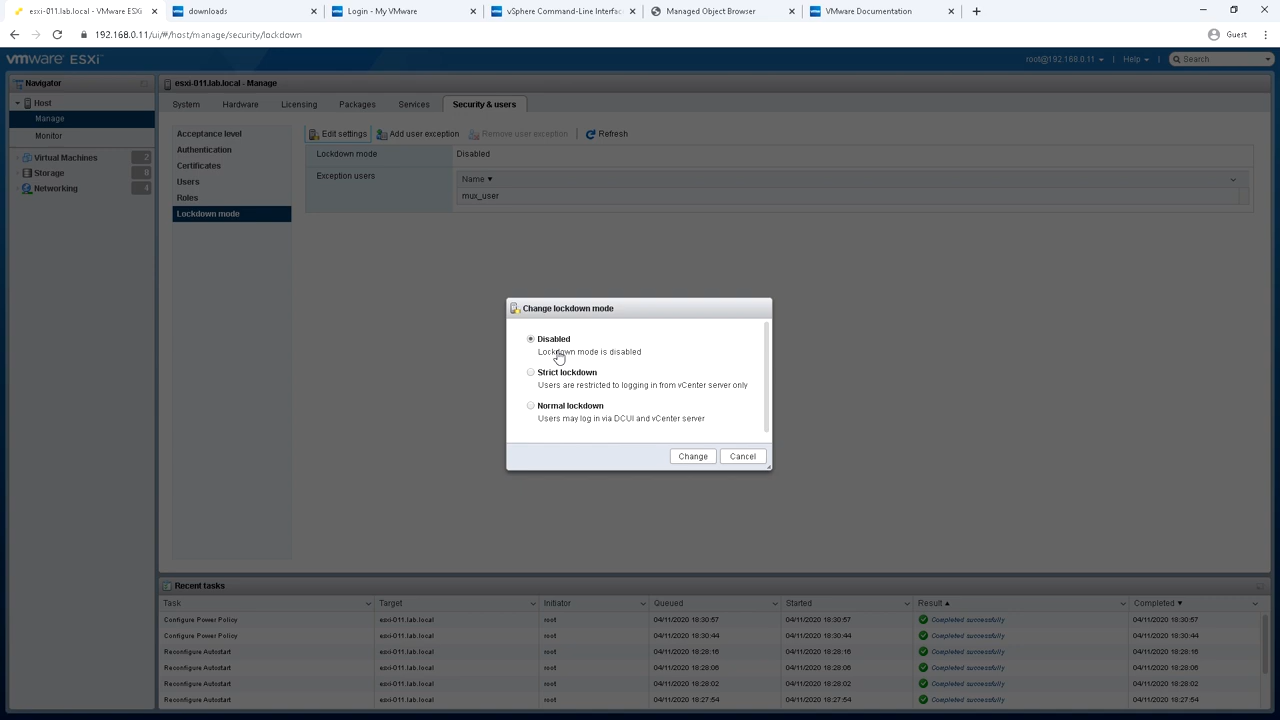 esxi-011.lab.local - VMware ESXi
downloads
Login - My VMware
vSphere Command-Line Interface
Managed Object Browser
VMware Documentation
192.168.0.11/ui/#/host/manage/security/lockdown
Guest
vmware ESXi
root@192.168.0.11
Help
Search
Navigator
Host
Manage
Monitor
Virtual Machines 2
Storage 0
Networking 4
esxi-011.lab.local - Manage
System
Hardware
Licensing
Packages
Services
Security & users
Acceptance level
Authentication
Certificates
Users
Roles
Lockdown mode
Edit settings
Add user exception
Remove user exception
Refresh
Lockdown mode
Disabled
Exception users
Name
mux_user
Change lockdown mode
Disabled
Lockdown mode is disabled
Strict lockdown
Users are restricted to logging in from vCenter server only
Normal lockdown
Users may log in via DCUI and vCenter server
Change
Cancel
Recent tasks
Task Target Initiator Queued Started Result Completed
Configure Power Policy esxi-011.lab.local root 04/11/2020 18:30:57 04/11/2020 18:30:57 Completed successfully 04/11/2020 18:30:57
Configure Power Policy esxi-011.lab.local root 04/11/2020 18:30:44 04/11/2020 18:30:44 Completed successfully 04/11/2020 18:30:44
Reconfigure Autostart esxi-011.lab.local root 04/11/2020 18:28:16 04/11/2020 18:28:16 Completed successfully 04/11/2020 18:28:16
Reconfigure Autostart esxi-011.lab.local root 04/11/2020 18:28:06 04/11/2020 18:28:06 Completed successfully 04/11/2020 18:28:06
Reconfigure Autostart esxi-011.lab.local root 04/11/2020 18:28:02 04/11/2020 18:28:02 Completed successfully 04/11/2020 18:28:02
Reconfigure Autostart esxi-011.lab.local root 04/11/2020 18:27:54 04/11/2020 18:27:54 Completed successfully 04/11/2020 18:27:54